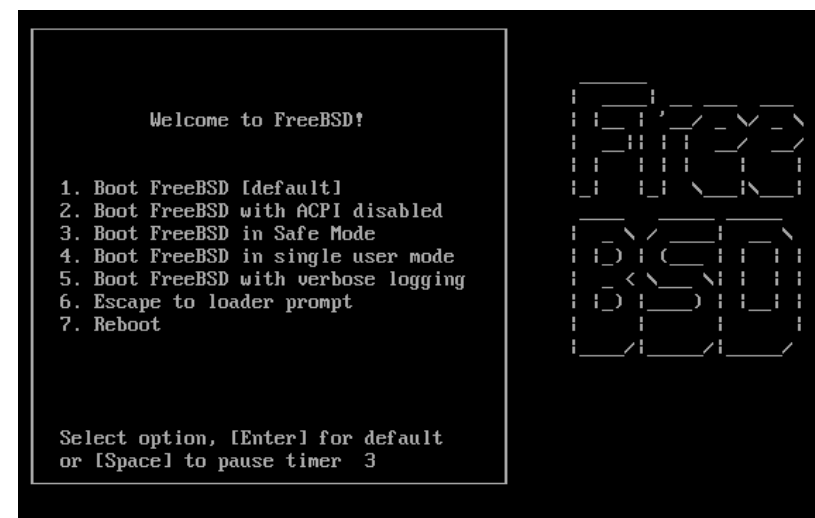 Welcome to FreeBSD!
1. Boot FreeBSD [default]
2. Boot FreeBSD with ACPI disabled
3. Boot FreeBSD in Safe Mode
4. Boot FreeBSD in single user mode
5. Boot FreeBSD with verbose logging
6. Escape to loader prompt
7. Reboot
Select option, [Enter] for default
or [Space] to pause timer  3
Free
BSD